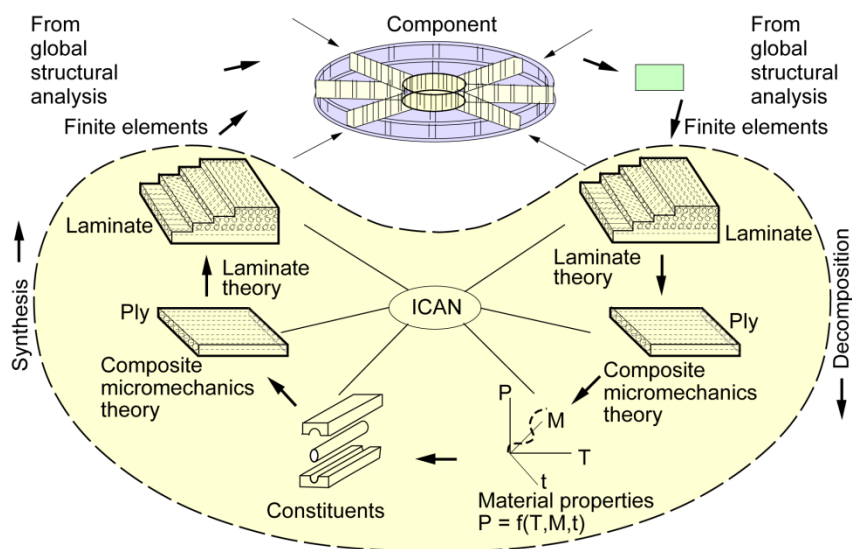 From
global
structural
analysis
Component
From
global
structural
analysis
Finite elements
Finite elements
Laminate
Laminate
Laminate
theory
Laminate
theory
Synthesis
ICAN
Decomposition
Ply
Ply
Composite
micromechanics
theory
Composite
micromechanics
theory
P
M
T
t
Constituents
Material properties
P = f(T,M,t)